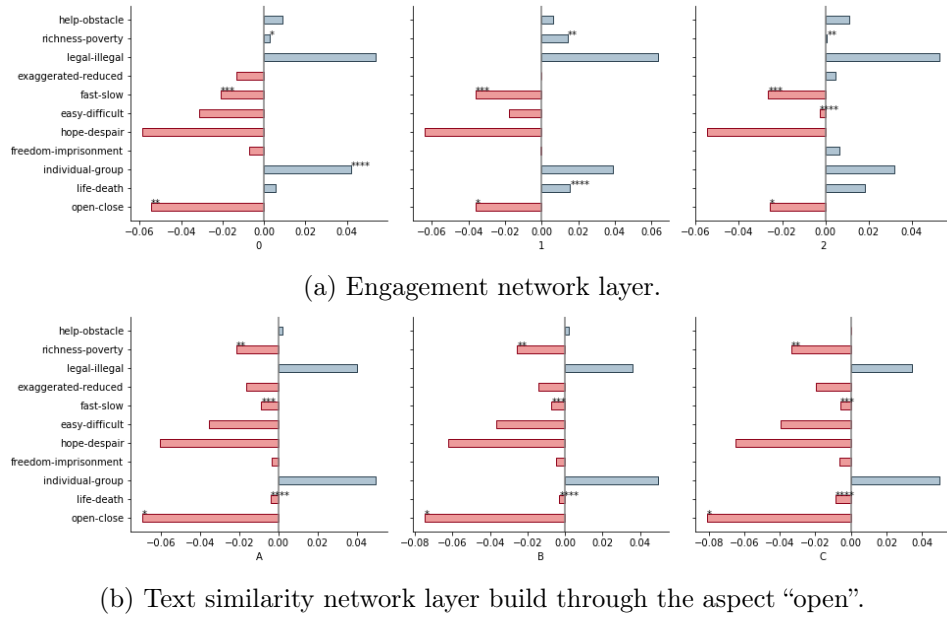 help-obstacle
richness-poverty * ** **
legal-illegal
exaggerated-reduced
fast-slow *** *** ***
easy-difficult ****
hope-despair
freedom-imprisonment
individual-group ****
life-death ****
open-close ** * *
−0.06 −0.04 −0.02 0.00 0.02 0.04 −0.06 −0.04 −0.02 0.00 0.02 0.04 0.06 −0.06 −0.04 −0.02 0.00 0.02 0.04
0 1 2
(a) Engagement network layer.
help-obstacle
richness-poverty ** ** **
legal-illegal
exaggerated-reduced
fast-slow *** *** ***
easy-difficult
hope-despair
freedom-imprisonment
individual-group
life-death **** **** ****
open-close * * *
−0.06 −0.04 −0.02 0.00 0.02 0.04 −0.08 −0.06 −0.04 −0.02 0.00 0.02 0.04 −0.08 −0.06 −0.04 −0.02 0.00 0.02 0.04
A B C
(b) Text similarity network layer build through the aspect “open”.